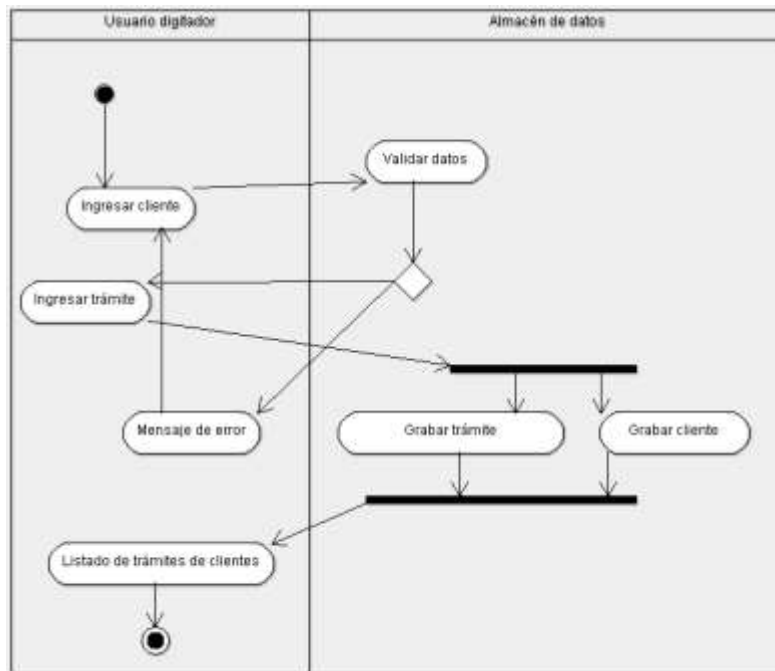 Usuario digitador
Almacén de datos
Validar datos
Ingresar cliente
Ingresar trámite
Mensaje de error
Grabar trámite
Grabar cliente
Listado de trámites de clientes